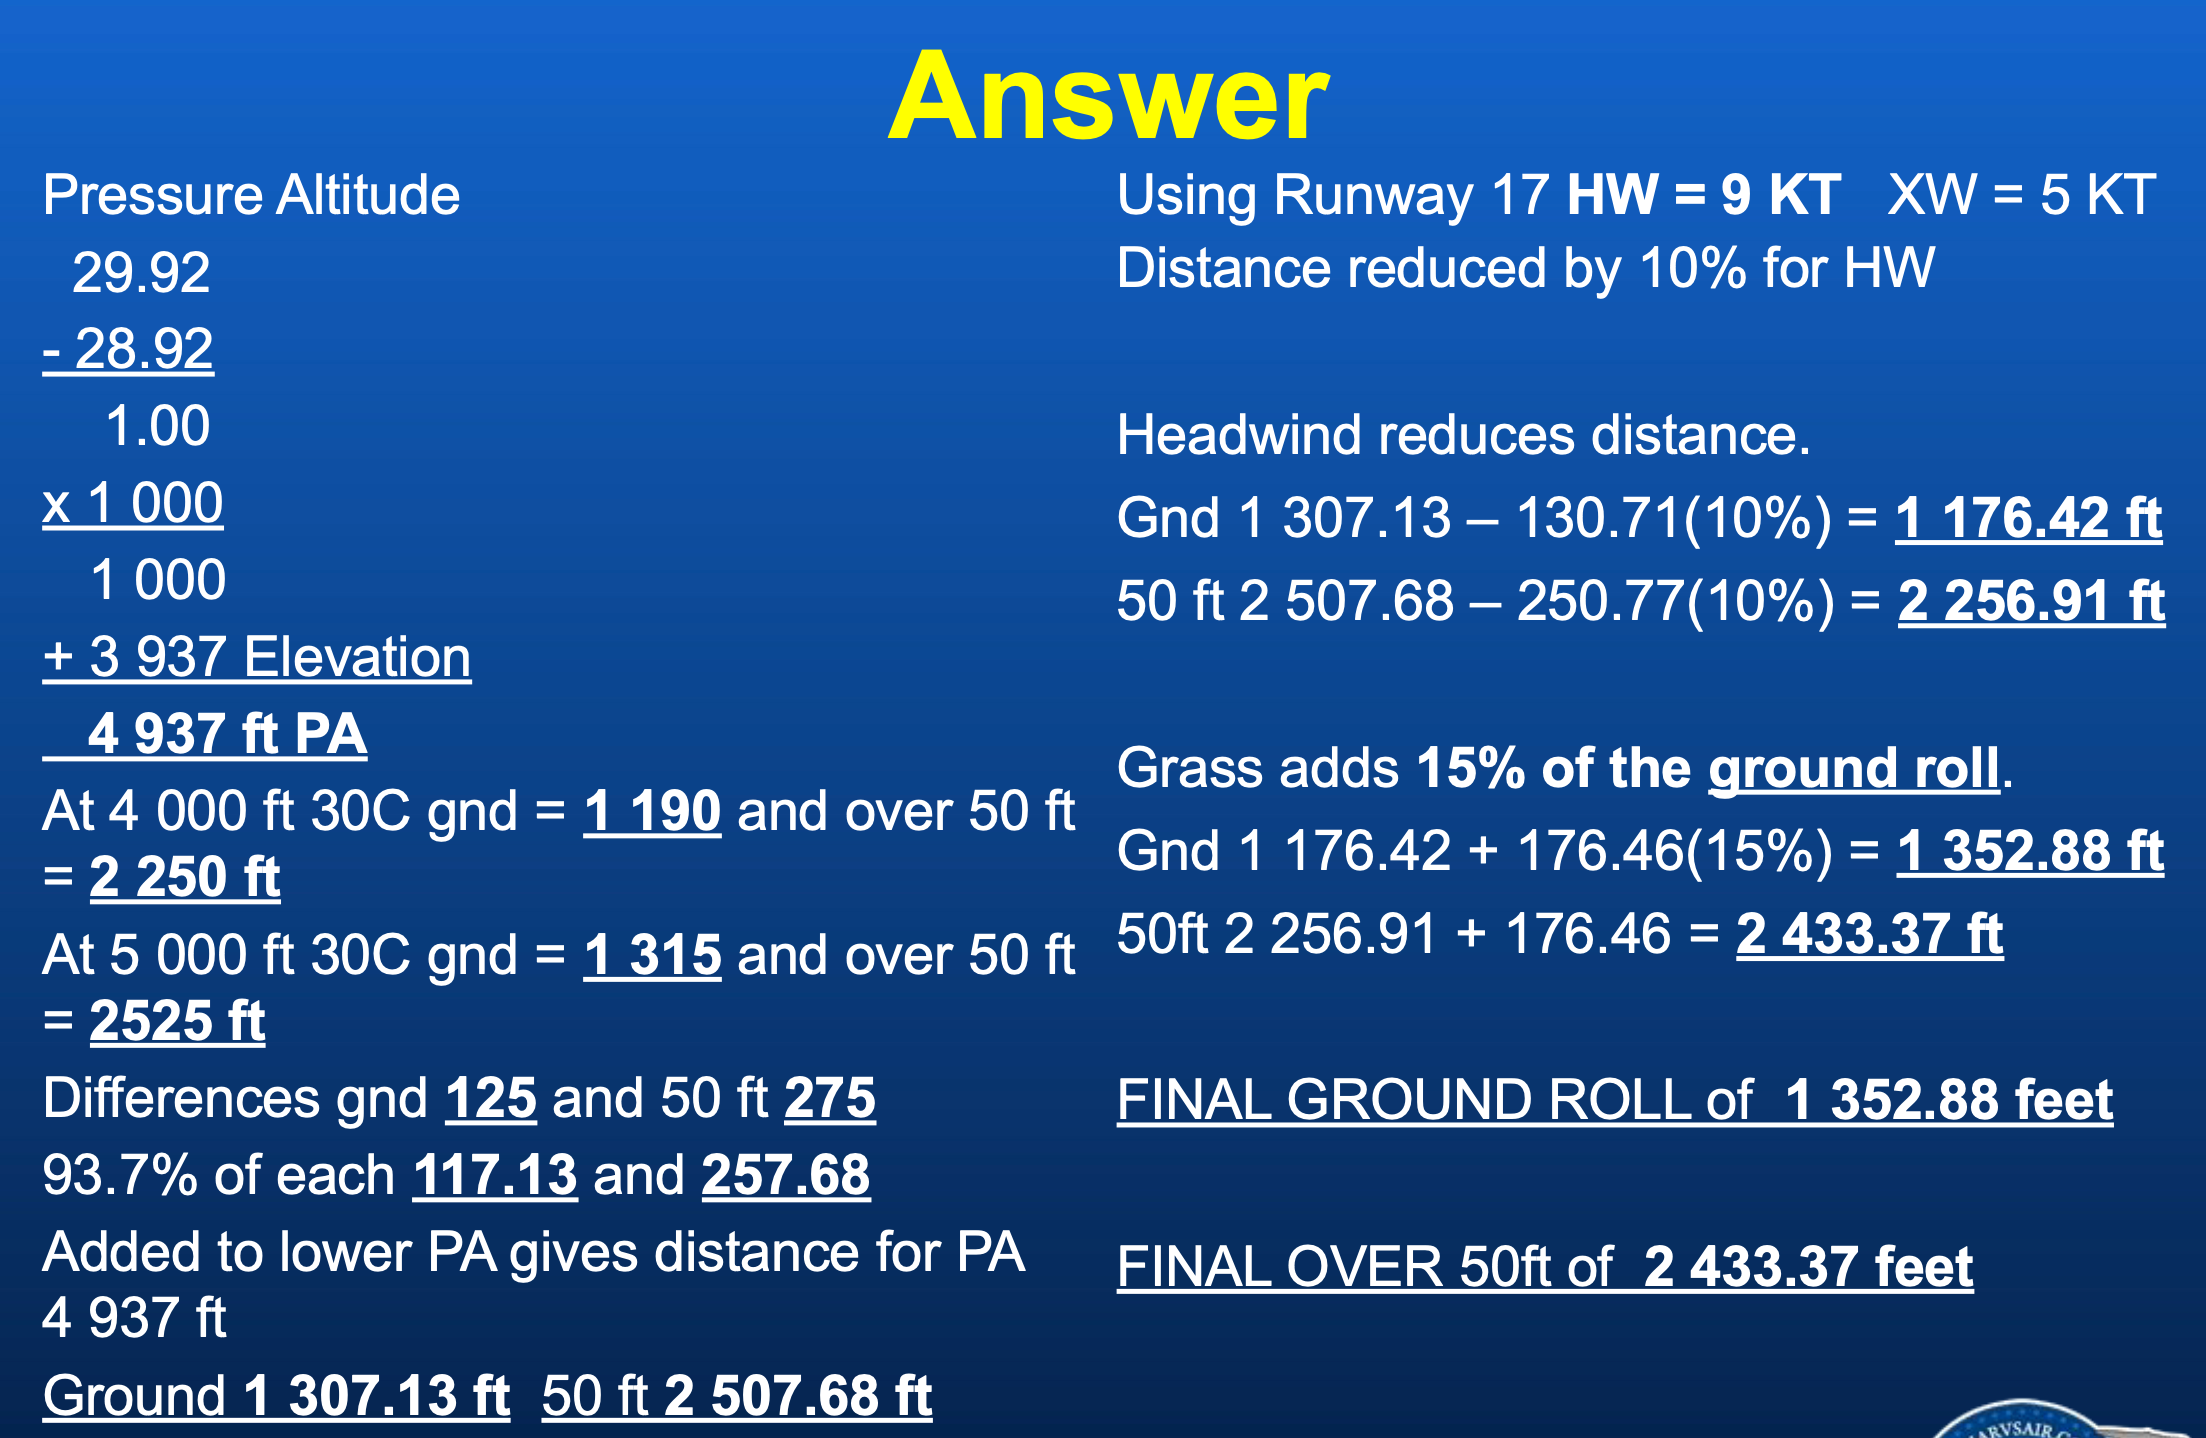 Answer
Pressure Altitude
29.92
- 28.92
1.00
x 1 000
1 000
+ 3 937 Elevation
4 937 ft PA
At 4 000 ft 30C gnd = 1 190 and over 50 ft
= 2 250 ft
At 5 000 ft 30C gnd = 1 315 and over 50 ft
= 2525 ft
Differences gnd 125 and 50 ft 275
93.7% of each 117.13 and 257.68
Added to lower PA gives distance for PA
4 937 ft
Ground 1 307.13 ft 50 ft 2 507.68 ft
Using Runway 17 HW = 9 KT XW = 5 KT
Distance reduced by 10% for HW
Headwind reduces distance.
Gnd 1 307.13 – 130.71(10%) = 1 176.42 ft
50 ft 2 507.68 – 250.77(10%) = 2 256.91 ft
Grass adds 15% of the ground roll.
Gnd 1 176.42 + 176.46(15%) = 1 352.88 ft
50ft 2 256.91 + 176.46 = 2 433.37 ft
FINAL GROUND ROLL of 1 352.88 feet
FINAL OVER 50ft of 2 433.37 feet